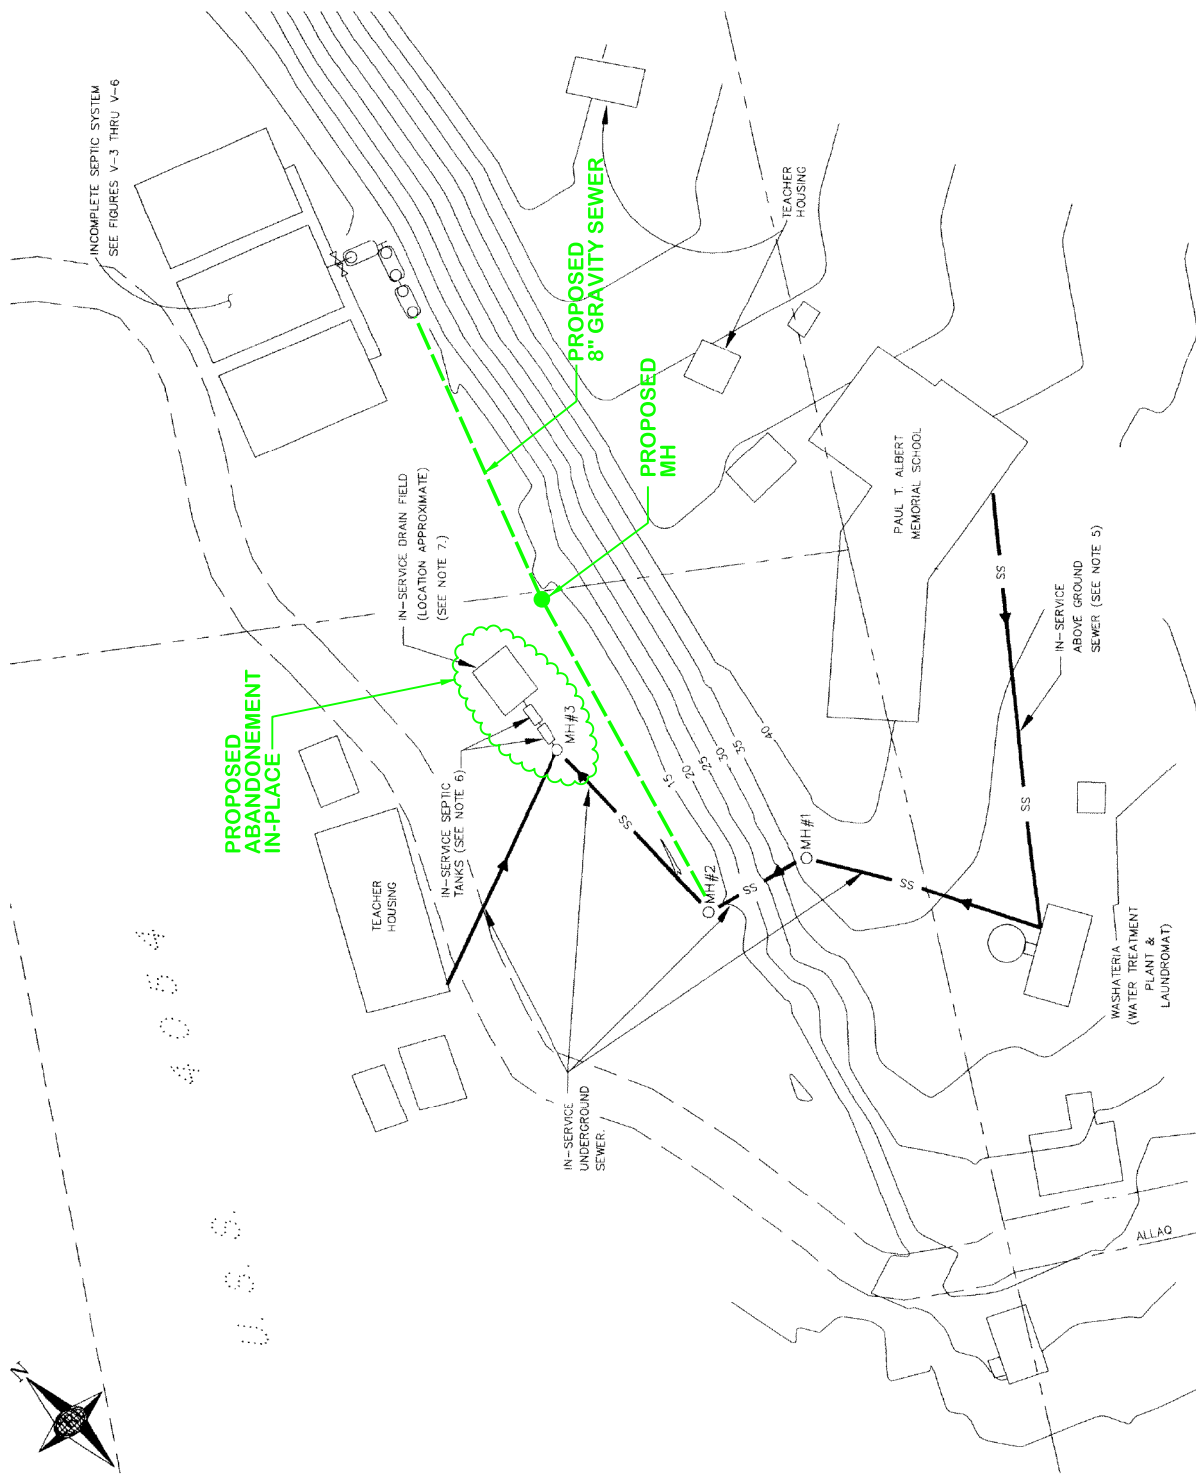 INCOMPLETE SEPTIC SYSTEM
SEE FIGURES V-3 THRU V-6
PROPOSED
8" GRAVITY SEWER
TEACHER
HOUSING
PROPOSED
MH
IN-SERVICE DRAIN FIELD
(LOCATION APPROXIMATE)
(SEE NOTE 7.)
PAUL T. ALBERT
MEMORIAL SCHOOL
PROPOSED
ABANDONEMENT
IN-PLACE
MH#3
IN-SERVICE SEPTIC
TANKS (SEE NOTE 6)
TEACHER
HOUSING
15
20
25
30
35
40
SS
SS
SS
SS
SS
MH#2
MH#1
IN-SERVICE
ABOVE GROUND
SEWER (SEE NOTE 5)
WASHATERIA
(WATER TREATMENT
PLANT &
LAUNDROMAT)
IN-SERVICE
UNDERGROUND
SEWER.
U.S.S. 4054
ALLAQ
N